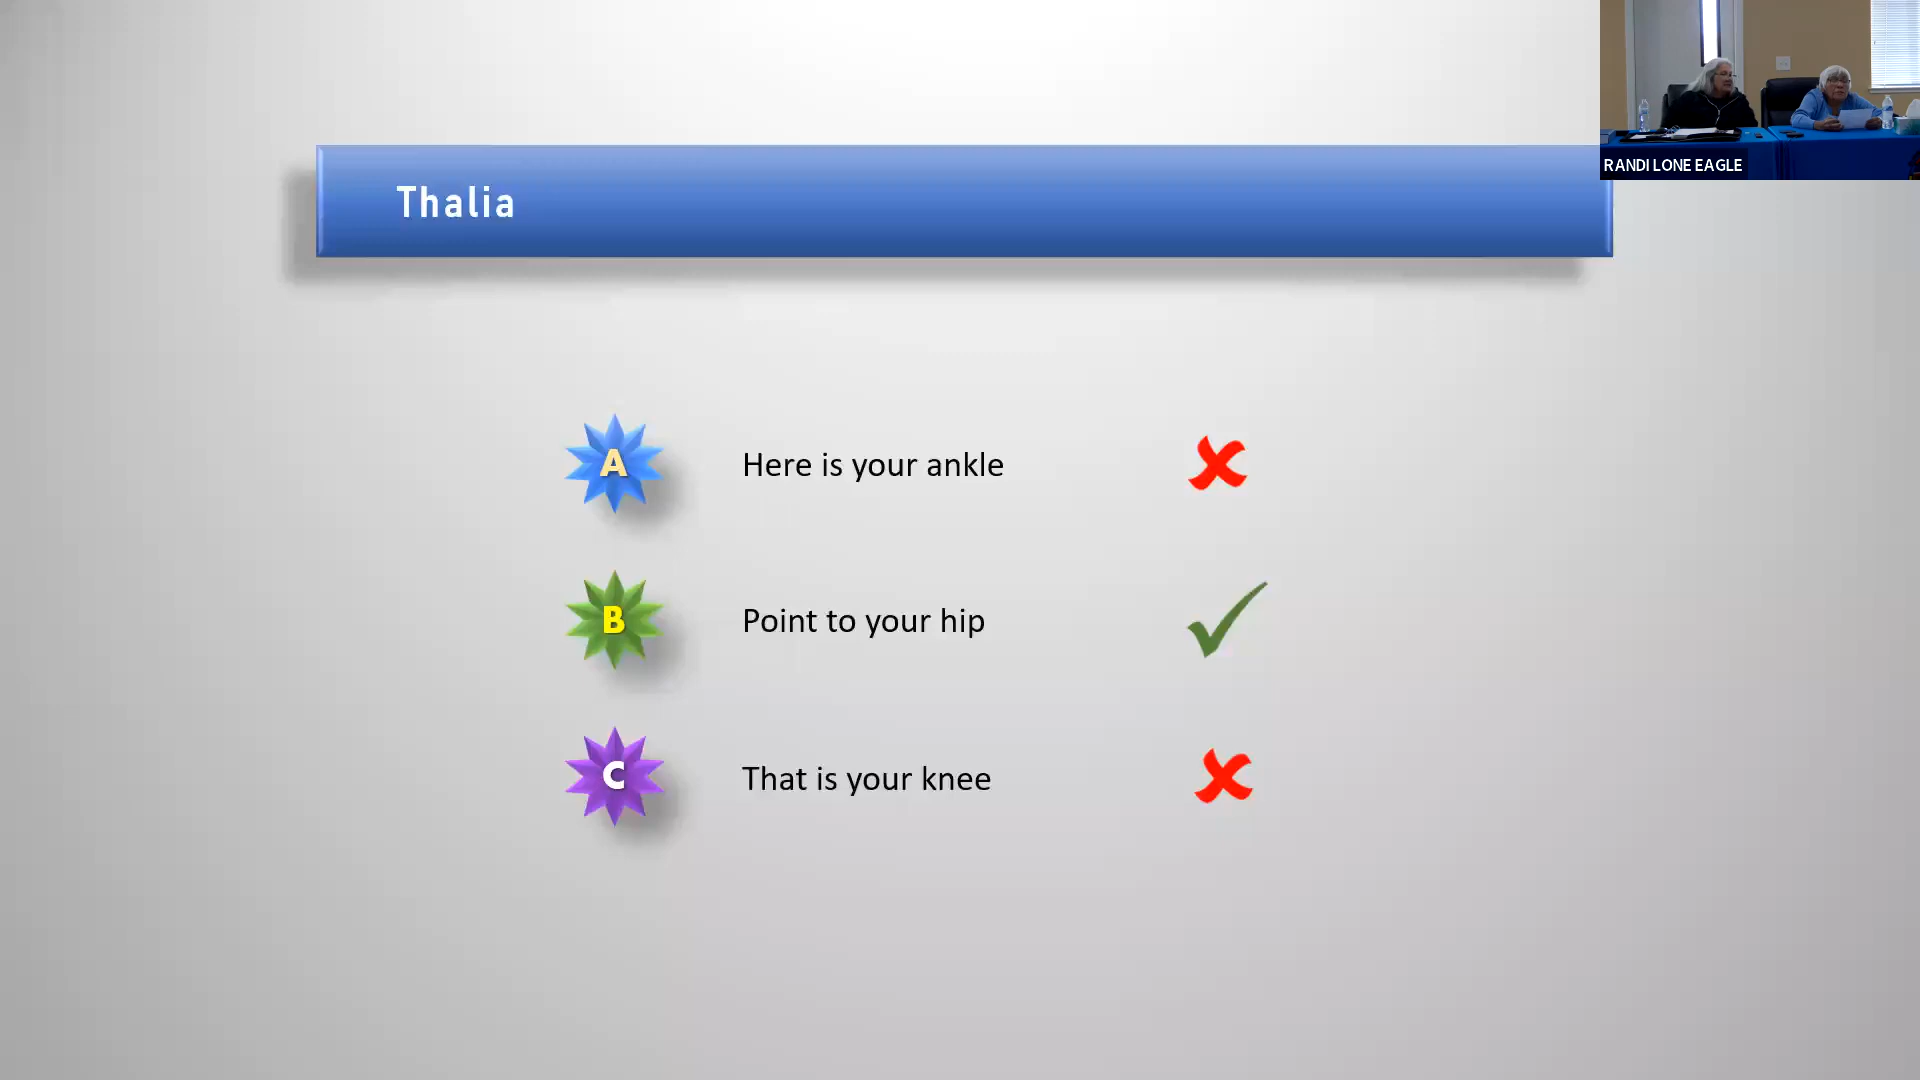 RANDI LONE EAGLE
Thalia
A Here is your ankle
B Point to your hip
C That is your knee